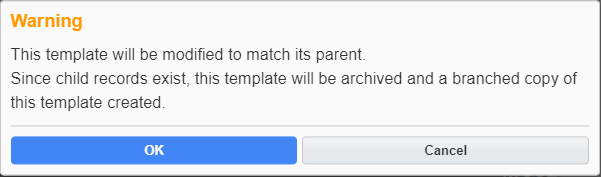 Warning
This template will be modified to match its parent.
Since child records exist, this template will be archived and a branched copy of
this template created.
OK
Cancel